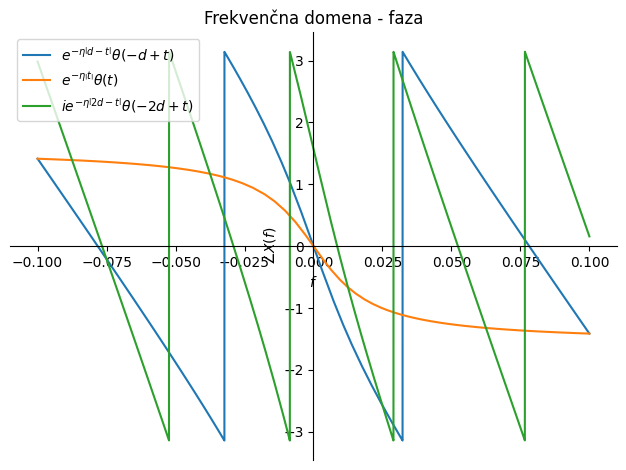 Frekvenčna domena - faza
e^{-η|d-t|}θ(-d+t)
e^{-η|t|}θ(t)
ie^{-η|2d-t|}θ(-2d+t)
3
2
1
0
−1
−2
−3
∠X(f)
−0.100 −0.075 −0.050 −0.025 0.00 0.025 0.050 0.075 0.100
f